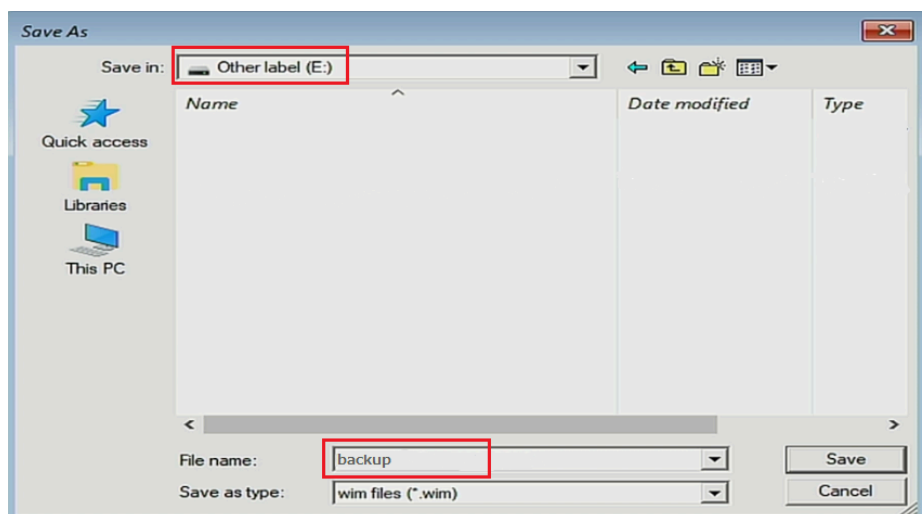 Save As
Save in: Other label (E:)
Name Date modified Type
Quick access
Libraries
This PC
File name: backup Save
Save as type: wim files (*.wim) Cancel